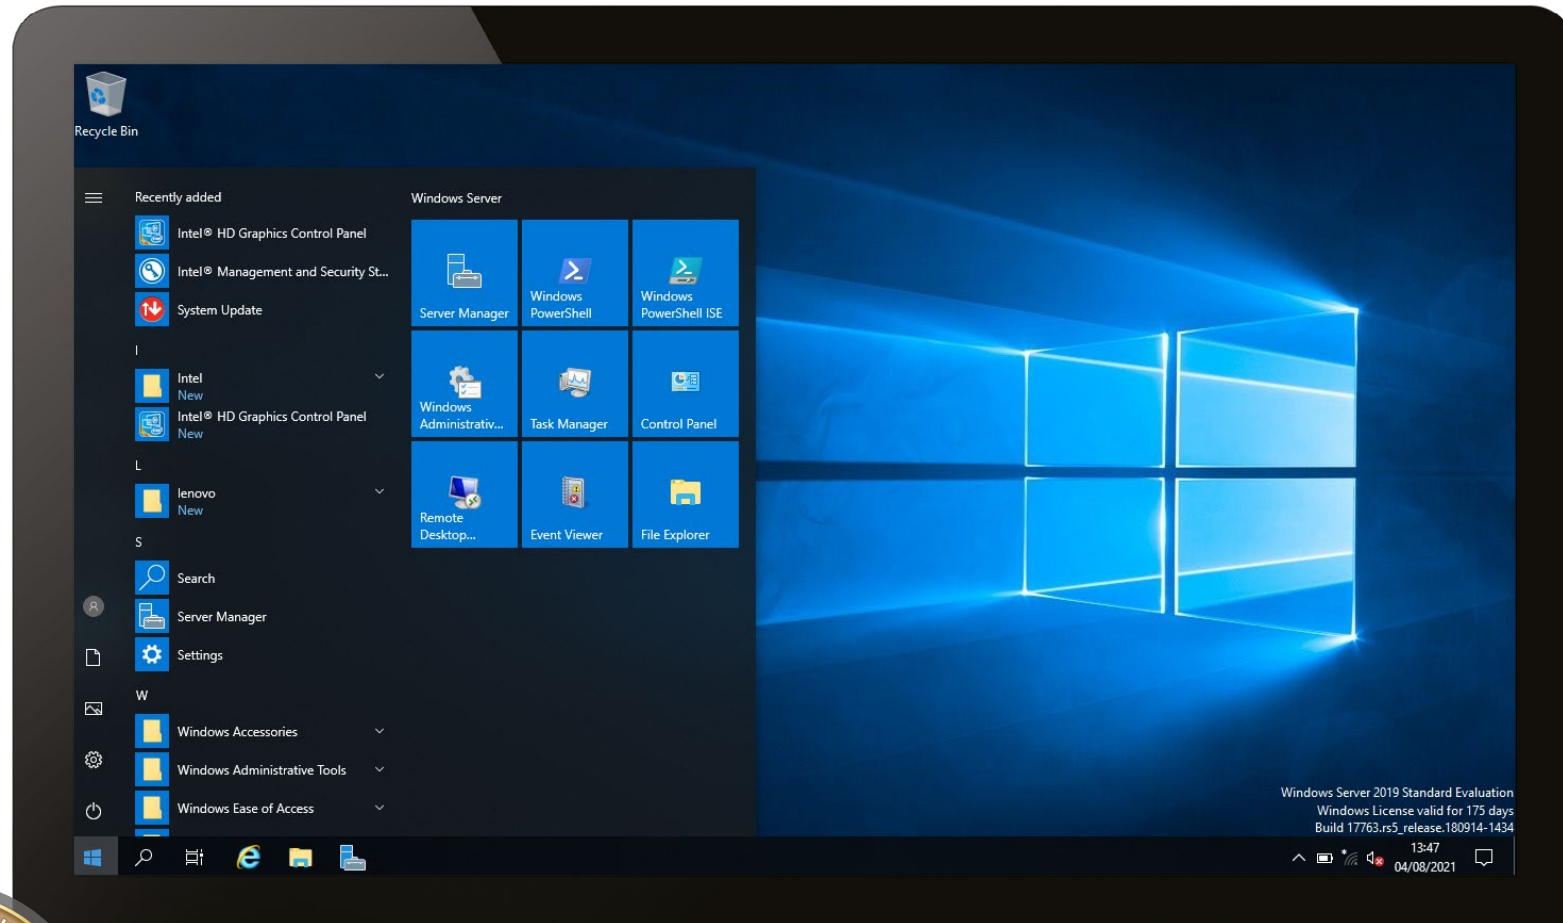 Recycle Bin
Recently added
Intel® HD Graphics Control Panel
Intel® Management and Security St...
System Update
I
Intel
New
Intel® HD Graphics Control Panel
New
L
lenovo
New
S
Search
Server Manager
Settings
W
Windows Accessories
Windows Administrative Tools
Windows Ease of Access
Windows Server
Server Manager
Windows
PowerShell
Windows
PowerShell ISE
Windows
Administrativ...
Task Manager
Control Panel
Remote
Desktop...
Event Viewer
File Explorer
Windows Server 2019 Standard Evaluation
Windows License valid for 175 days
Build 17763.rs5_release.180914-1434
13:47
04/08/2021